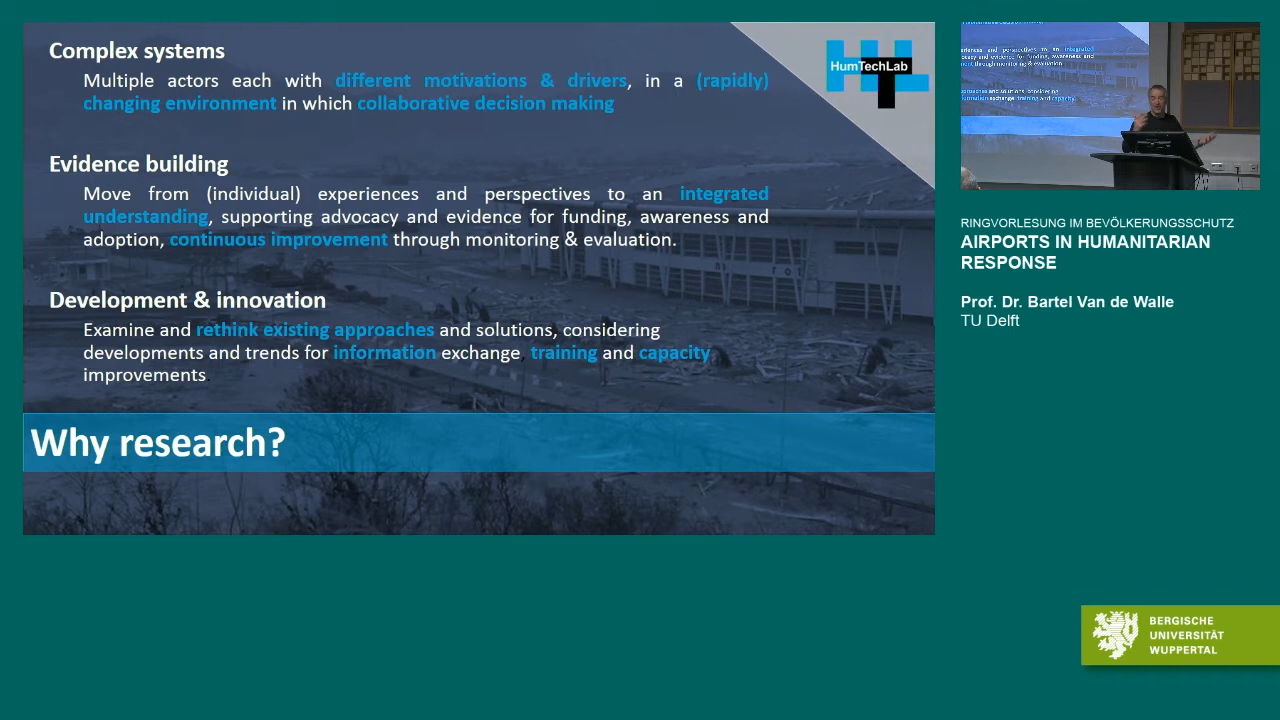 Complex systems
Multiple actors each with different motivations & drivers, in a (rapidly)
changing environment in which collaborative decision making
Evidence building
Move from (individual) experiences and perspectives to an integrated
understanding, supporting advocacy and evidence for funding, awareness and
adoption, continuous improvement through monitoring & evaluation.
Development & innovation
Examine and rethink existing approaches and solutions, considering
developments and trends for information exchange, training and capacity
improvements
Why research?
HumTechLab
RINGVORLESUNG IM BEVÖLKERUNGSSCHUTZ
AIRPORTS IN HUMANITARIAN
RESPONSE
Prof. Dr. Bartel Van de Walle
TU Delft
BERGISCHE
UNIVERSITÄT
WUPPERTAL